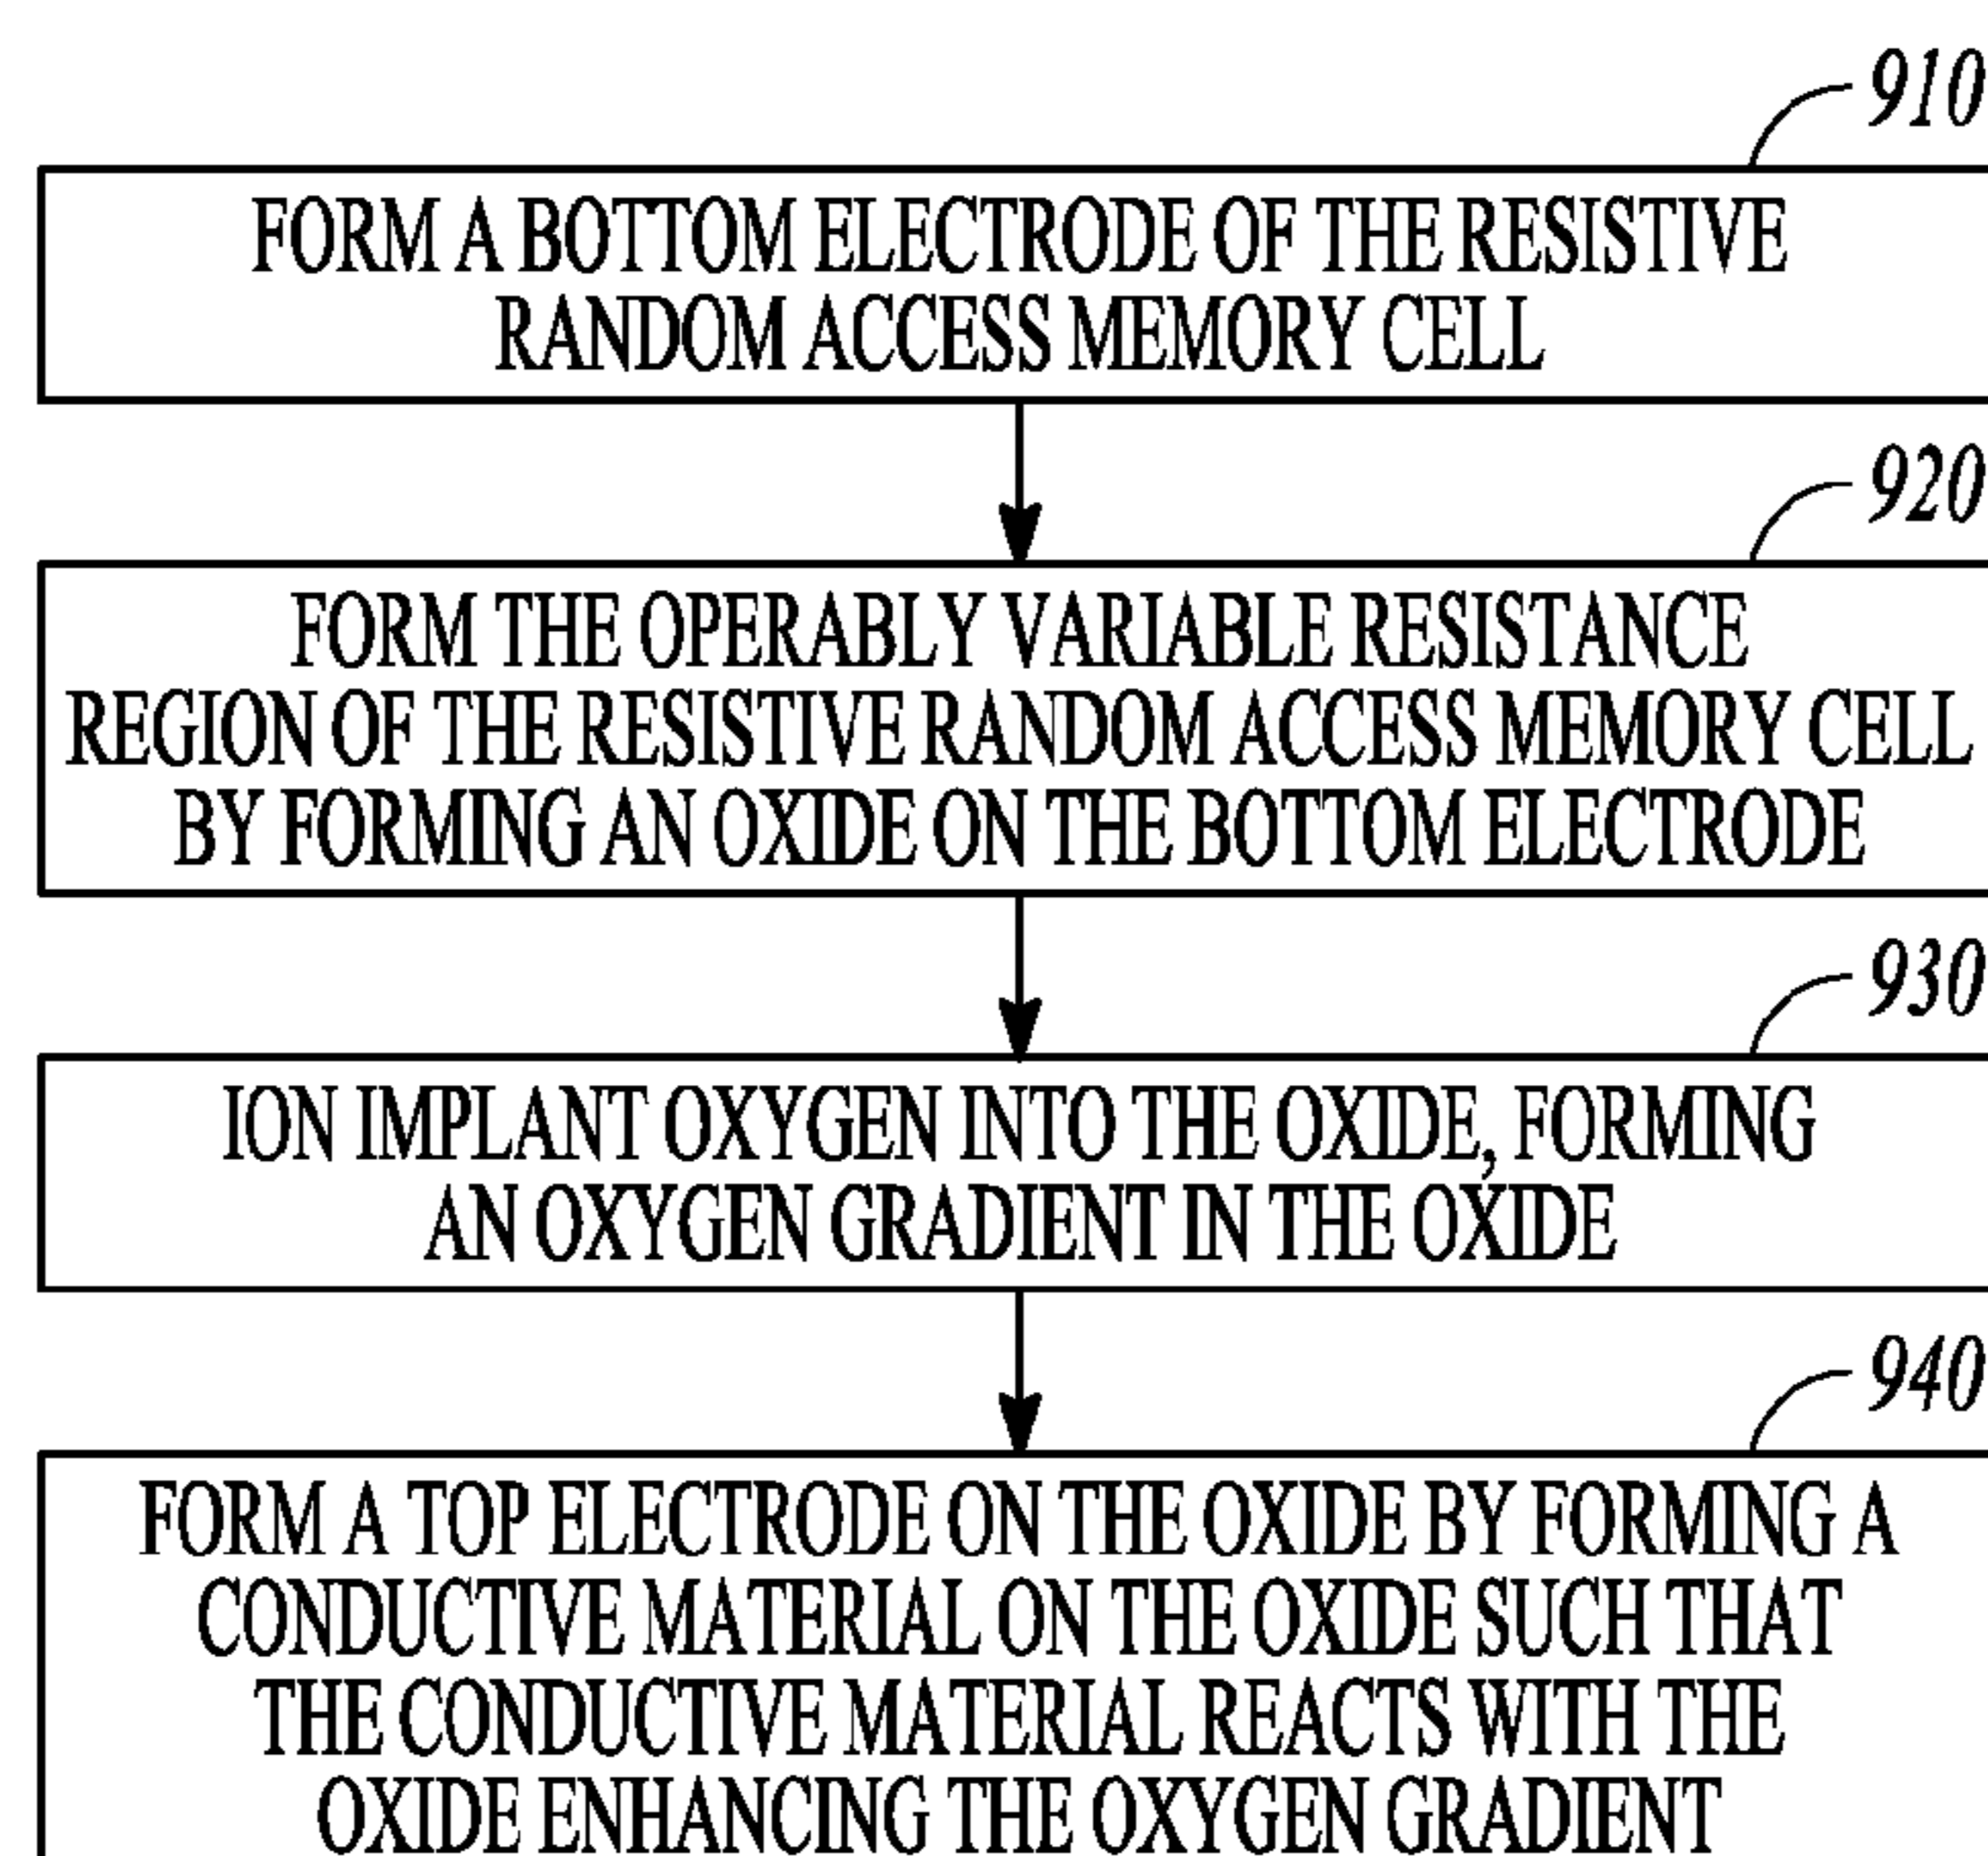 910
FORM A BOTTOM ELECTRODE OF THE RESISTIVE
RANDOM ACCESS MEMORY CELL
920
FORM THE OPERABLY VARIABLE RESISTANCE
REGION OF THE RESISTIVE RANDOM ACCESS MEMORY CELL
BY FORMING AN OXIDE ON THE BOTTOM ELECTRODE
930
ION IMPLANT OXYGEN INTO THE OXIDE, FORMING
AN OXYGEN GRADIENT IN THE OXIDE
940
FORM A TOP ELECTRODE ON THE OXIDE BY FORMING A
CONDUCTIVE MATERIAL ON THE OXIDE SUCH THAT
THE CONDUCTIVE MATERIAL REACTS WITH THE
OXIDE ENHANCING THE OXYGEN GRADIENT